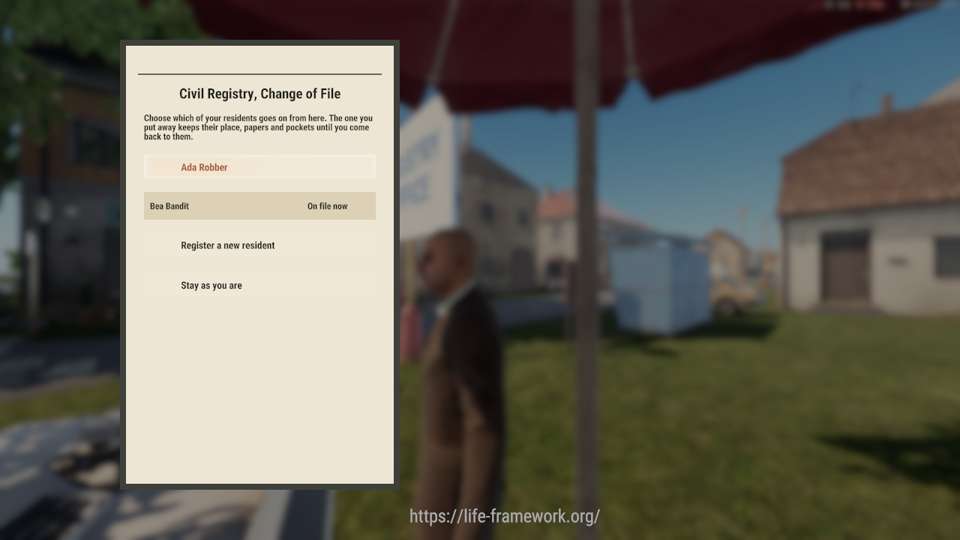 Civil Registry, Change of File
Choose which of your residents goes on from here. The one you
put away keeps their place, papers and pockets until you come
back to them.
Ada Robber
Bea Bandit On file now
Register a new resident
Stay as you are
https://life-framework.org/